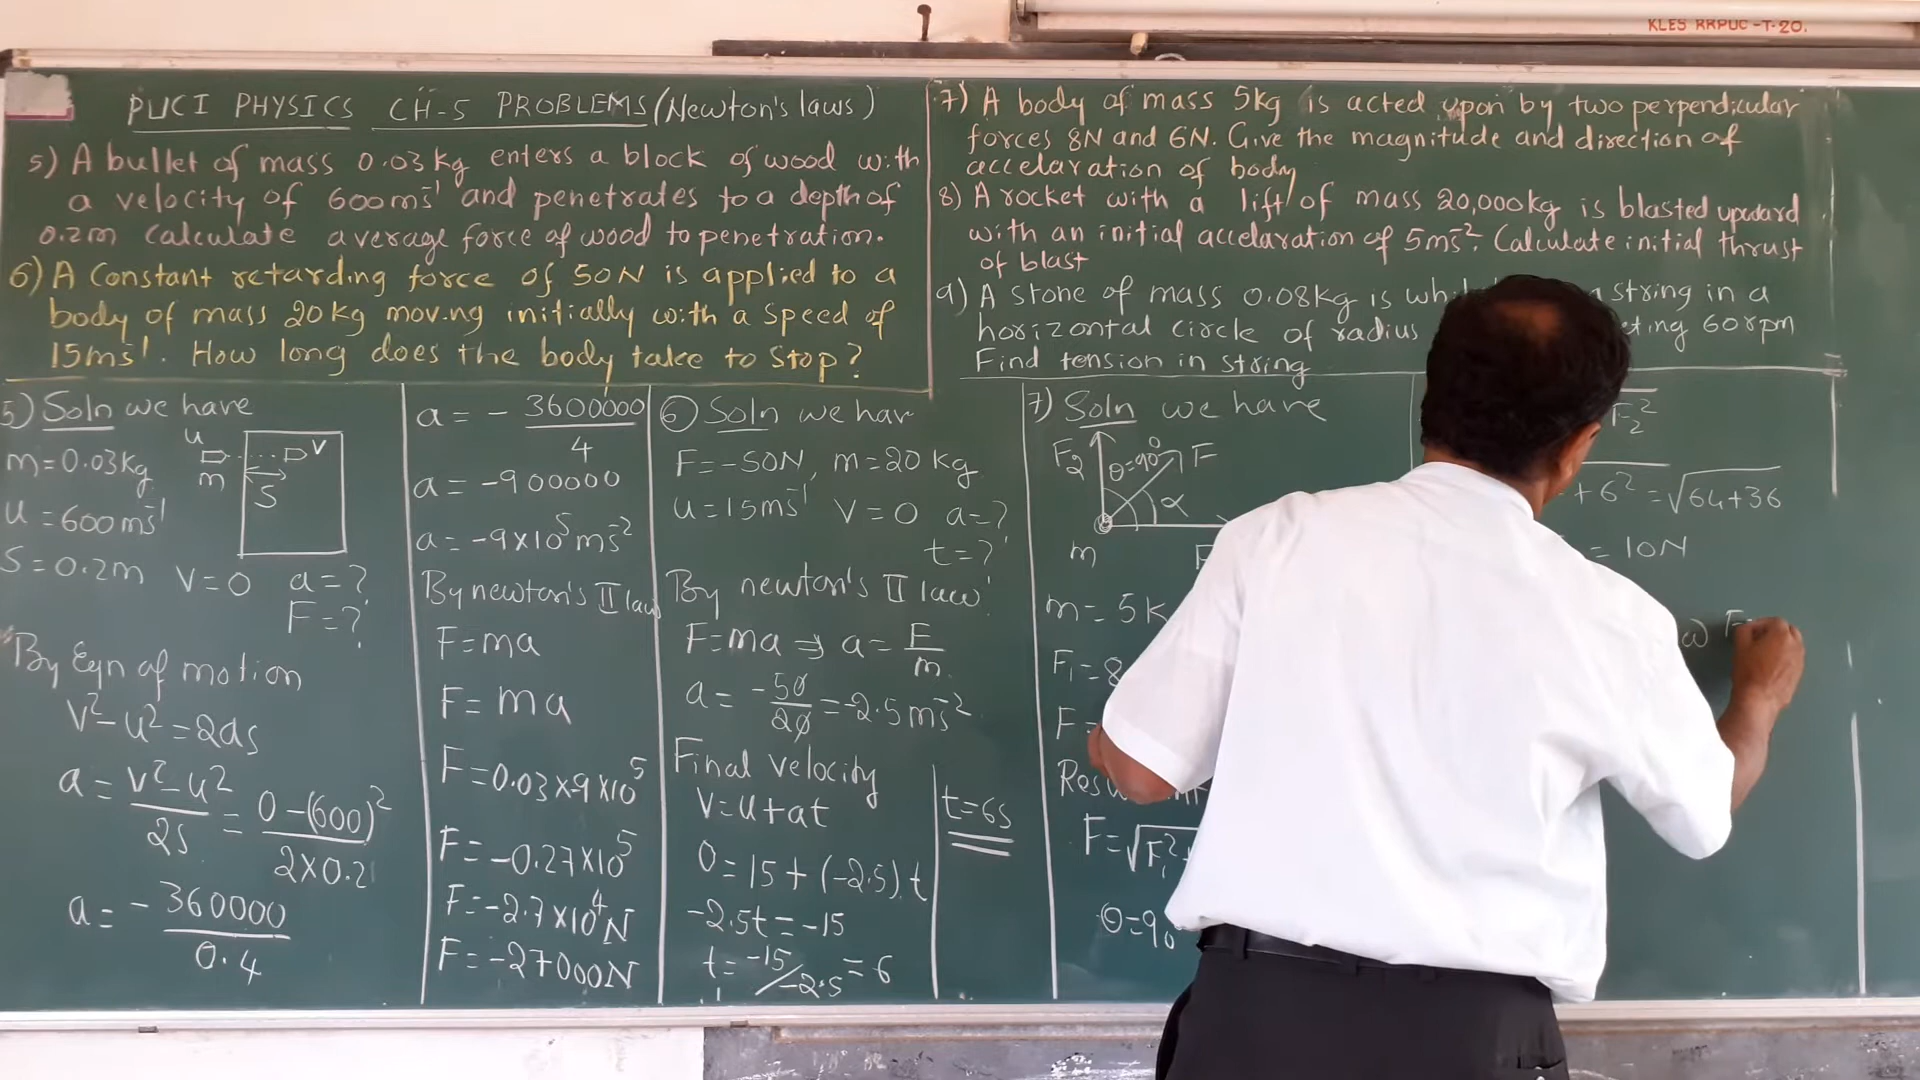 KLES RRPUC-T-20.
PUCI PHYSICS CH-5 PROBLEMS (Newton's laws)
5) A bullet of mass 0.03kg enters a block of wood with
a velocity of 600ms⁻¹ and penetrates to a depth of
0.2m calculate average force of wood to penetration.
6) A Constant retarding force of 50N is applied to a
body of mass 20kg moving initially with a speed of
15ms⁻¹. How long does the body take to stop?
7) A body of mass 5kg is acted upon by two perpendicular
forces 8N and 6N. Give the magnitude and direction of
accelaration of body
8) A rocket with a lift of mass 20,000kg is blasted upward
with an initial accelaration of 5ms⁻². Calculate initial thrust
of blast
9) A stone of mass 0.08kg is string in a
horizontal circle of radius 60rpm
Find tension in string
5) Soln we have
u v
m=0.03kg
m
S
u=600ms⁻¹
S=0.2m v=0 a=?
F=?
By Eqn of motion
v²-u²=2as
a = v²-u²/2s = 0-(600)²/2×0.2
a = -360000/0.4
a = - 3600000/4
a = -900000
a = -9×10⁵ms⁻²
By newton's II law
F=ma
F= ma
F=0.03×-9×10⁵
F=-0.27×10⁵
F=-2.7×10⁴N
F=-27000N
6 Soln we hav
F=-50N, m=20kg
u=15ms⁻¹ v=0 a=?
t=?
By newton's II law
F=ma ⇒ a= F/m
a= -50/20 =-2.5ms⁻²
Final velocity
v=u+at
0=15+(-2.5)t
-2.5t=-15
t= -15/-2.5 =6
t=6s
7) Soln we have
F₂ θ=90° F
α
m
m= 5k
F₁=8
F=
F=√F₁²+
θ=90°
F₂²
+6² = √64+36
= 10N